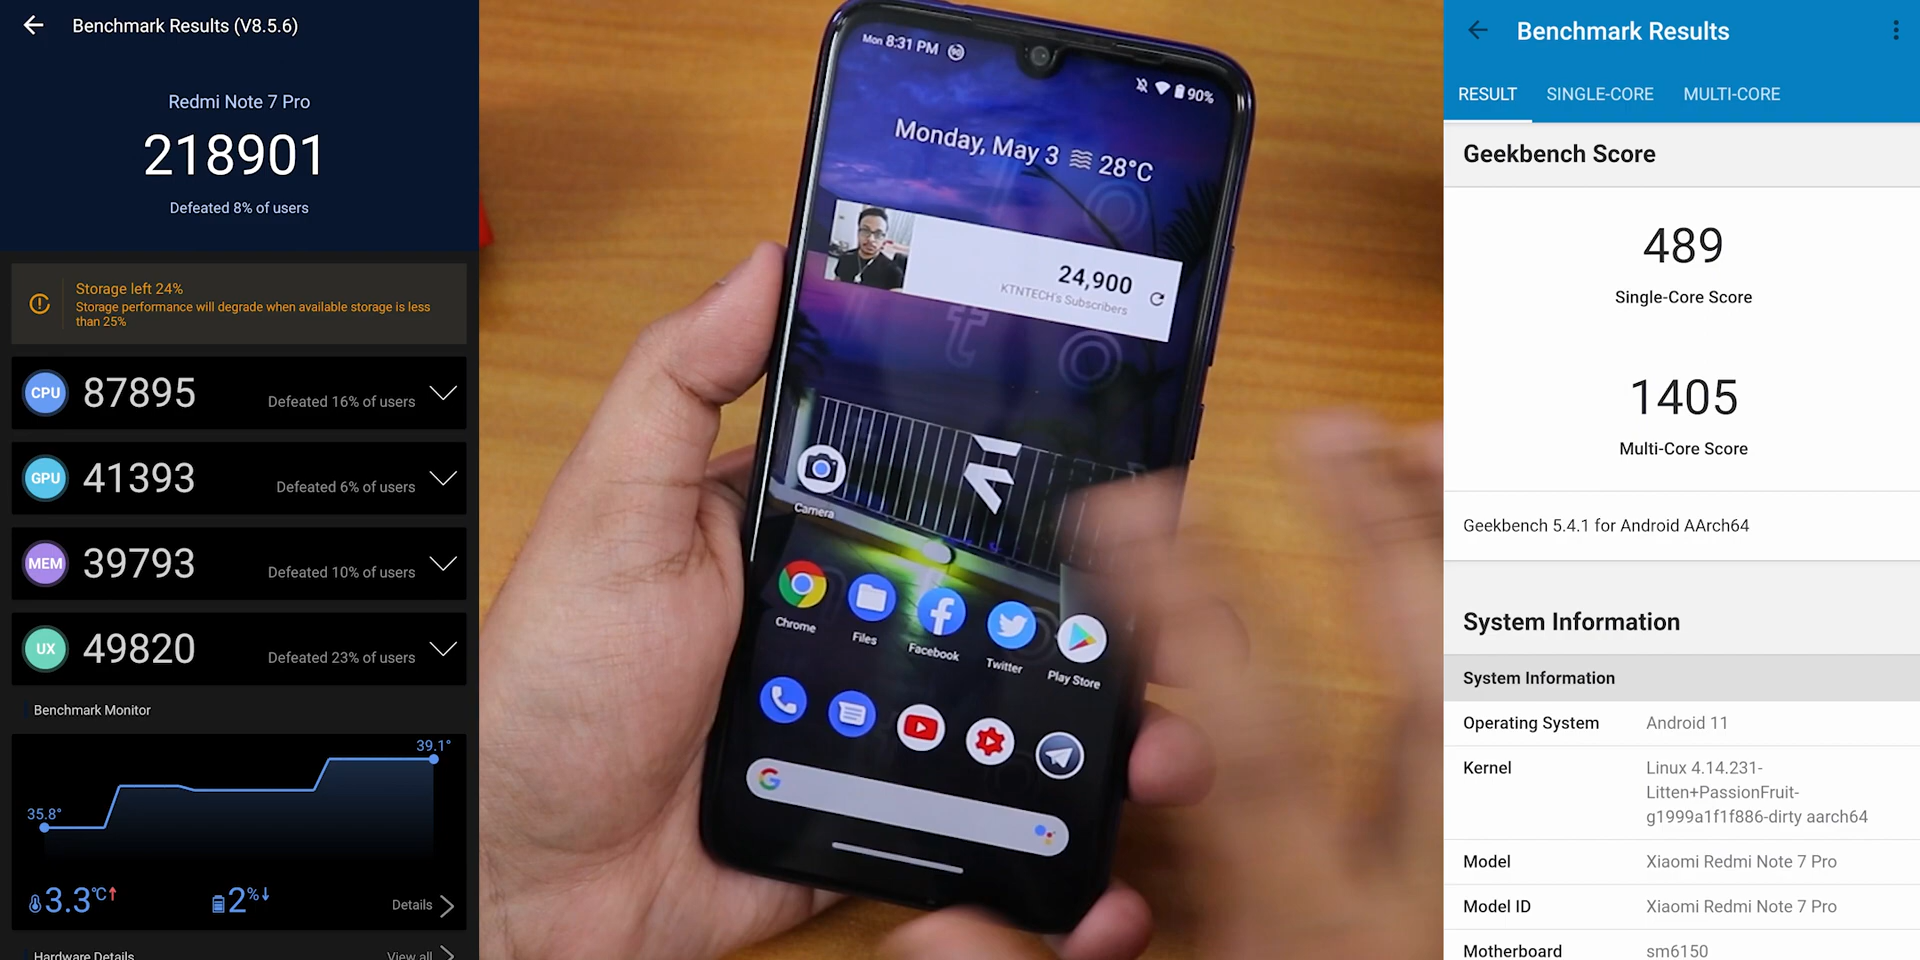 Benchmark Results (V8.5.6)
Redmi Note 7 Pro
218901
Defeated 8% of users
Storage left 24%
Storage performance will degrade when available storage is less
than 25%
CPU 87895 Defeated 16% of users
GPU 41393 Defeated 6% of users
MEM 39793 Defeated 10% of users
UX 49820 Defeated 23% of users
Benchmark Monitor
39.1°
35.8°
3.3℃↑ 2%↓ Details
Hardware Details View all
Mon 8:31 PM 90%
Monday, May 3 28°C
24,900
KTNTECH's Subscribers
Camera
Chrome Files Facebook Twitter Play Store
Benchmark Results
RESULT SINGLE-CORE MULTI-CORE
Geekbench Score
489
Single-Core Score
1405
Multi-Core Score
Geekbench 5.4.1 for Android AArch64
System Information
System Information
Operating System Android 11
Kernel Linux 4.14.231-
Litten+PassionFruit-
g1999a1f1f886-dirty aarch64
Model Xiaomi Redmi Note 7 Pro
Model ID Xiaomi Redmi Note 7 Pro
Motherboard sm6150